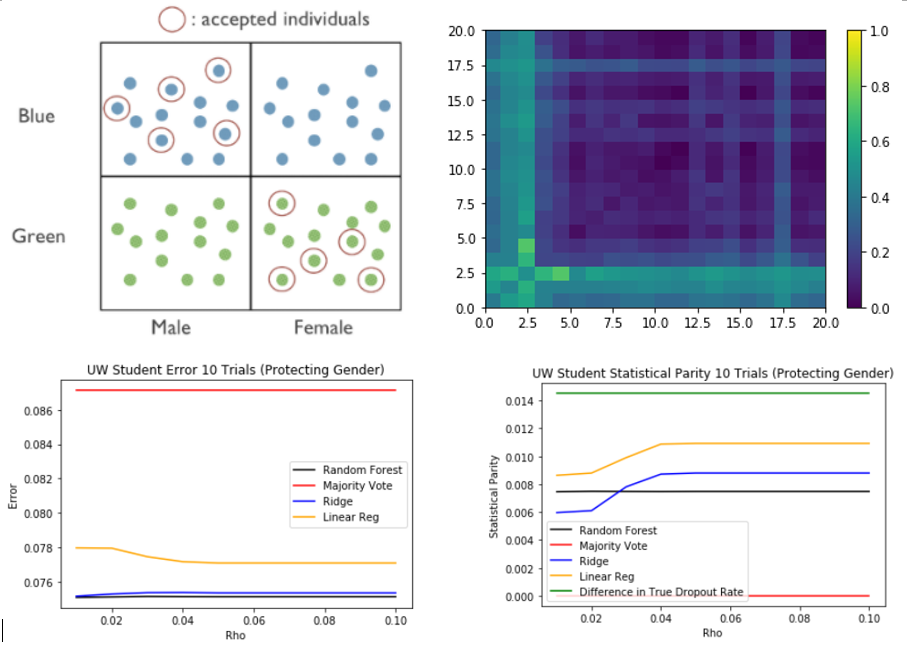 : accepted individuals
Blue
Green
Male
Female
20.0
17.5
15.0
12.5
10.0
7.5
5.0
2.5
0.0
0.0 2.5 5.0 7.5 10.0 12.5 15.0 17.5 20.0
1.0
0.8
0.6
0.4
0.2
0.0
UW Student Error 10 Trials (Protecting Gender)
Error
0.086
0.084
0.082
0.080
0.078
0.076
Random Forest
Majority Vote
Ridge
Linear Reg
0.02 0.04 0.06 0.08 0.10
Rho
UW Student Statistical Parity 10 Trials (Protecting Gender)
Statistical Parity
0.014
0.012
0.010
0.008
0.006
0.004
0.002
0.000
Random Forest
Majority Vote
Ridge
Linear Reg
Difference in True Dropout Rate
0.02 0.04 0.06 0.08 0.10
Rho